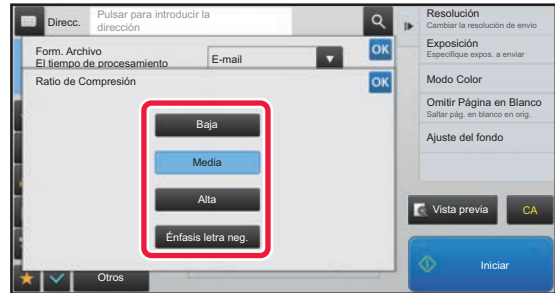 Direcc.
Pulsar para introducir la
dirección
Form. Archivo
El tiempo de procesamiento
E-mail
OK
Ratio de Compresión
OK
Baja
Media
Alta
Énfasis letra neg.
Otros
Resolución
Cambiar la resolución de envío
Exposición
Especifique expos. a enviar
Modo Color
Omitir Página en Blanco
Saltar pág. en blanco en orig.
Ajuste del fondo
Vista previa
CA
Iniciar